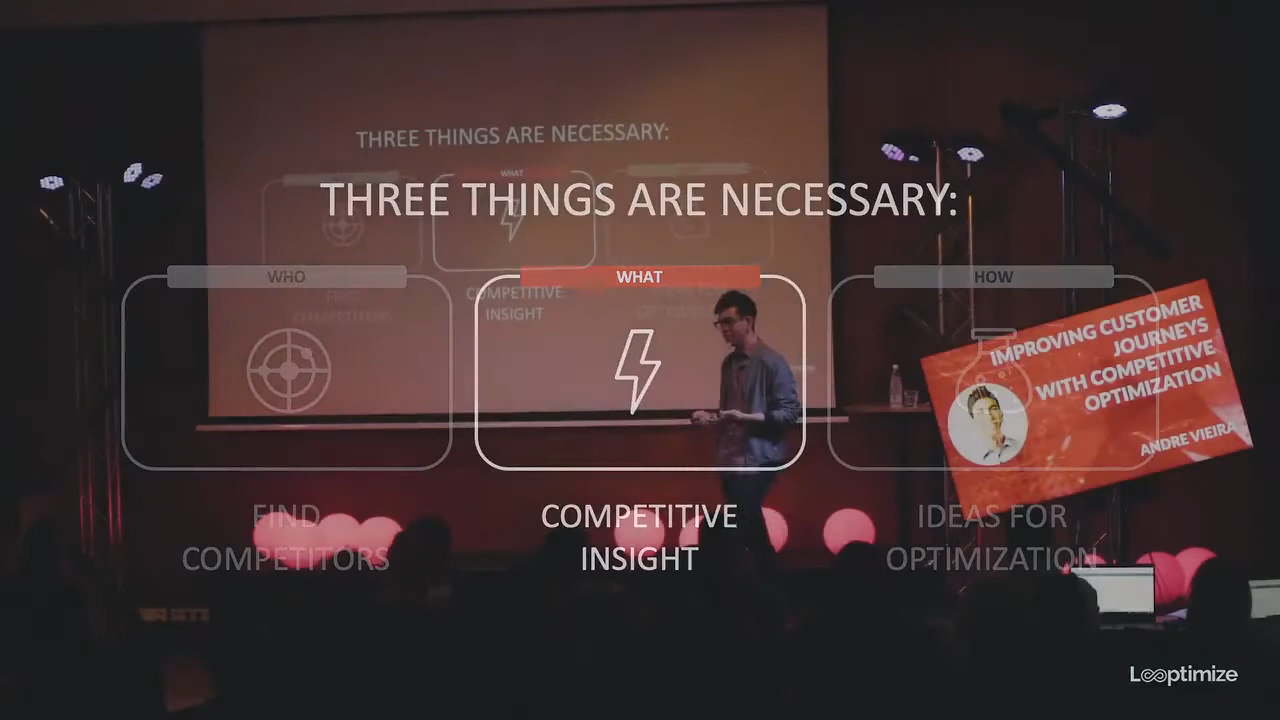 THREE THINGS ARE NECESSARY:
WHAT
COMPETITIVE
INSIGHT
THREE THINGS ARE NECESSARY:
WHO
WHAT
HOW
FIND
COMPETITORS
COMPETITIVE
INSIGHT
IDEAS FOR
OPTIMIZATION
IMPROVING CUSTOMER
JOURNEYS
WITH COMPETITIVE
OPTIMIZATION
ANDRE VIEIRA
Looptimize